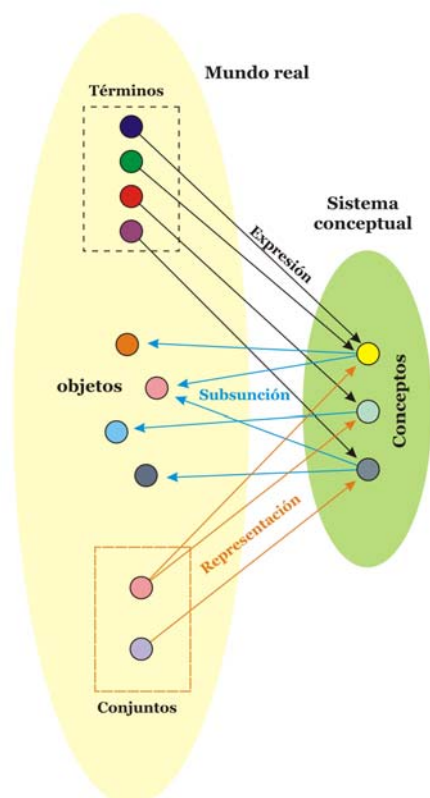 Mundo real
Términos
Sistema
conceptual
Expresión
objetos
Subsunción
Conceptos
Representación
Conjuntos